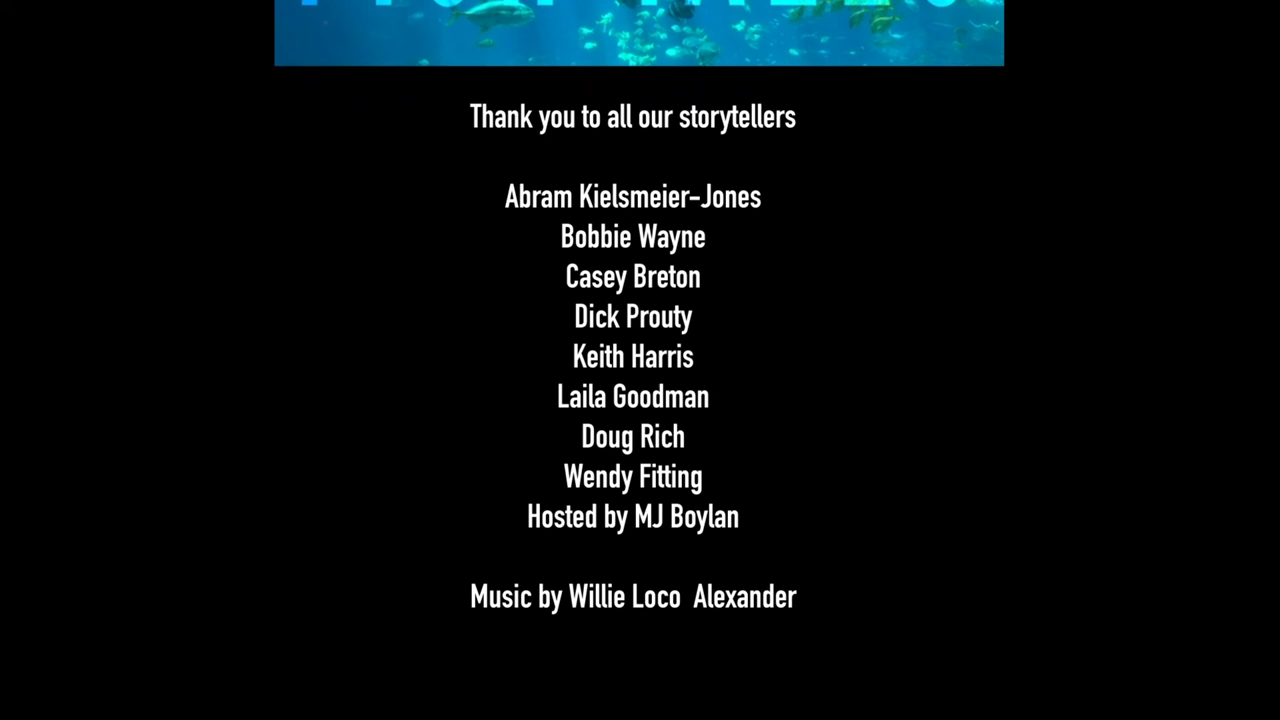 Thank you to all our storytellers
Abram Kielsmeier-Jones
Bobbie Wayne
Casey Breton
Dick Prouty
Keith Harris
Laila Goodman
Doug Rich
Wendy Fitting
Hosted by MJ Boylan
Music by Willie Loco  Alexander